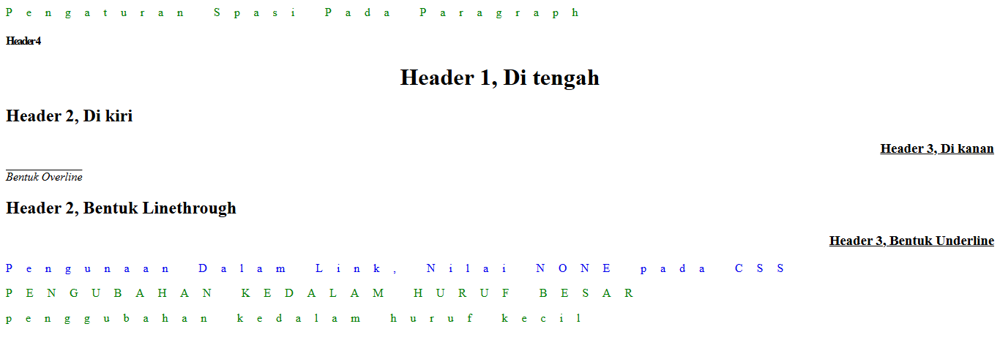 Pengaturan Spasi Pada Paragraph
Header 4
Header 1, Di tengah
Header 2, Di kiri
Header 3, Di kanan
Bentuk Overline
Header 2, Bentuk Linethrough
Header 3, Bentuk Underline
Pengunaan Dalam Link, Nilai NONE pada CSS
PENGUBAHAN KEDALAM HURUF BESAR
penggubahan kedalam huruf kecil